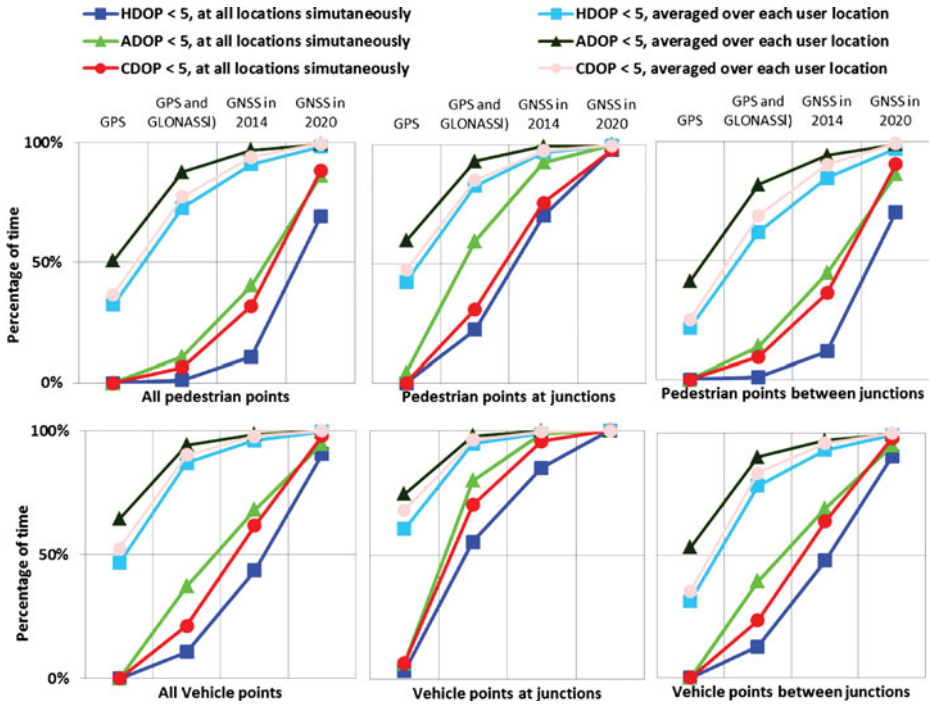 HDOP < 5, at all locations simutaneously
HDOP < 5, averaged over each user location
ADOP < 5, at all locations simutaneously
ADOP < 5, averaged over each user location
CDOP < 5, at all locations simutaneously
CDOP < 5, averaged over each user location
GPS
GPS and
GLONASSI)
GNSS in
2014
GNSS in
2020
GPS
GPS and
GLONASSI)
GNSS in
2014
GNSS in
2020
GPS
GPS and
GLONASSI)
GNSS in
2014
GNSS in
2020
Percentage of time
100%
50%
0%
All pedestrian points
Pedestrian points at junctions
Pedestrian points between junctions
Percentage of time
100%
50%
0%
All Vehicle points
Vehicle points at junctions
Vehicle points between junctions